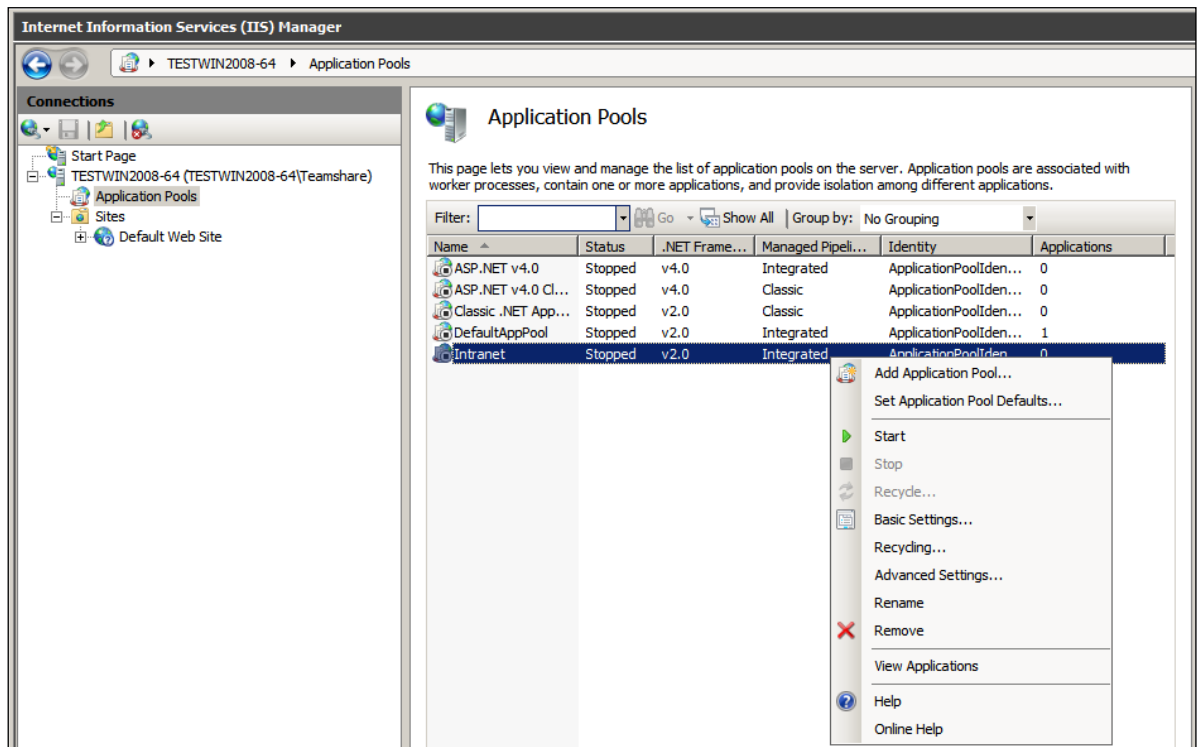 Internet Information Services (IIS) Manager
TESTWIN2008-64 Application Pools
Connections
Start Page
TESTWIN2008-64 (TESTWIN2008-64\Teamshare)
Application Pools
Sites
Default Web Site
Application Pools
This page lets you view and manage the list of application pools on the server. Application pools are associated with
worker processes, contain one or more applications, and provide isolation among different applications.
Filter: Go Show All Group by: No Grouping
Name Status .NET Frame... Managed Pipeli... Identity Applications
ASP.NET v4.0 Stopped v4.0 Integrated ApplicationPoolIden... 0
ASP.NET v4.0 Cl... Stopped v4.0 Classic ApplicationPoolIden... 0
Classic .NET App... Stopped v2.0 Classic ApplicationPoolIden... 0
DefaultAppPool Stopped v2.0 Integrated ApplicationPoolIden... 1
Intranet Stopped v2.0 Integrated ApplicationPoolIden... 0
Add Application Pool...
Set Application Pool Defaults...
Start
Stop
Recycle...
Basic Settings...
Recycling...
Advanced Settings...
Rename
Remove
View Applications
Help
Online Help